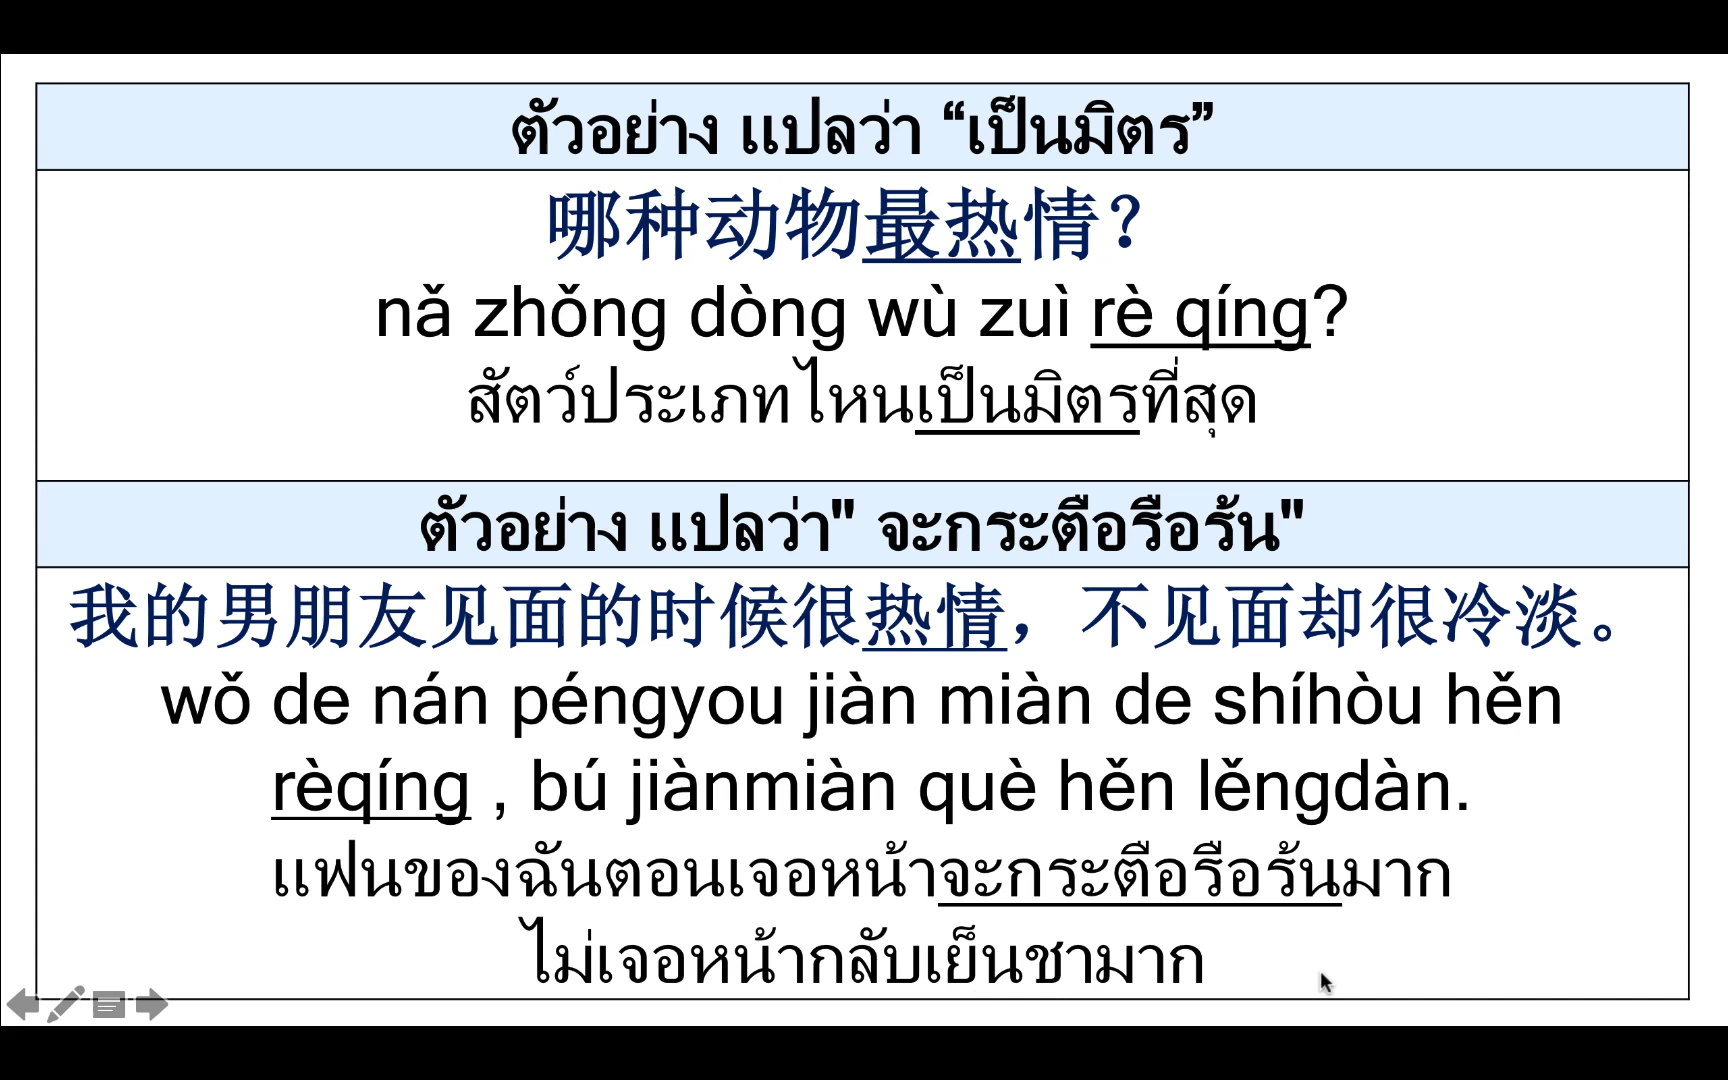 ตัวอย่าง แปลว่า “เป็นมิตร”
哪种动物最热情？
nǎ zhǒng dòng wù zuì rè qíng?
สัตว์ประเภทไหนเป็นมิตรที่สุด
ตัวอย่าง แปลว่า" จะกระตือรือร้น"
我的男朋友见面的时候很热情，不见面却很冷淡。
wǒ de nán péngyou jiàn miàn de shíhòu hěn
rèqíng , bú jiànmiàn què hěn lěngdàn.
แฟนของฉันตอนเจอหน้าจะกระตือรือร้นมาก
ไม่เจอหน้ากลับเย็นชามาก